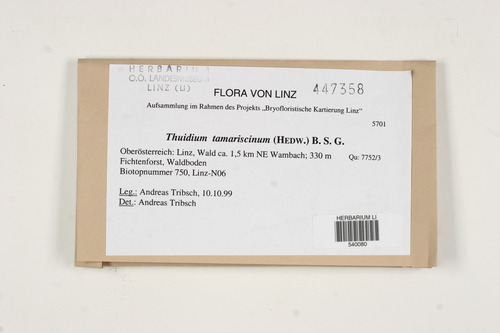 HERBARIUM
O.Ö. LANDESMUSEUM
LINZ (LI)
FLORA VON LINZ
447358
Aufsammlung im Rahmen des Projekts „Bryofloristische Kartierung Linz“
5701
Thuidium tamariscinum (HEDW.) B. S. G.
Oberösterreich: Linz, Wald ca. 1,5 km NE Wambach; 330 m Qu: 7752/3
Fichtenforst, Waldboden
Biotopnummer 750, Linz-N06
Leg.: Andreas Tribsch, 10.10.99
Det.: Andreas Tribsch
HERBARIUM LI
540080